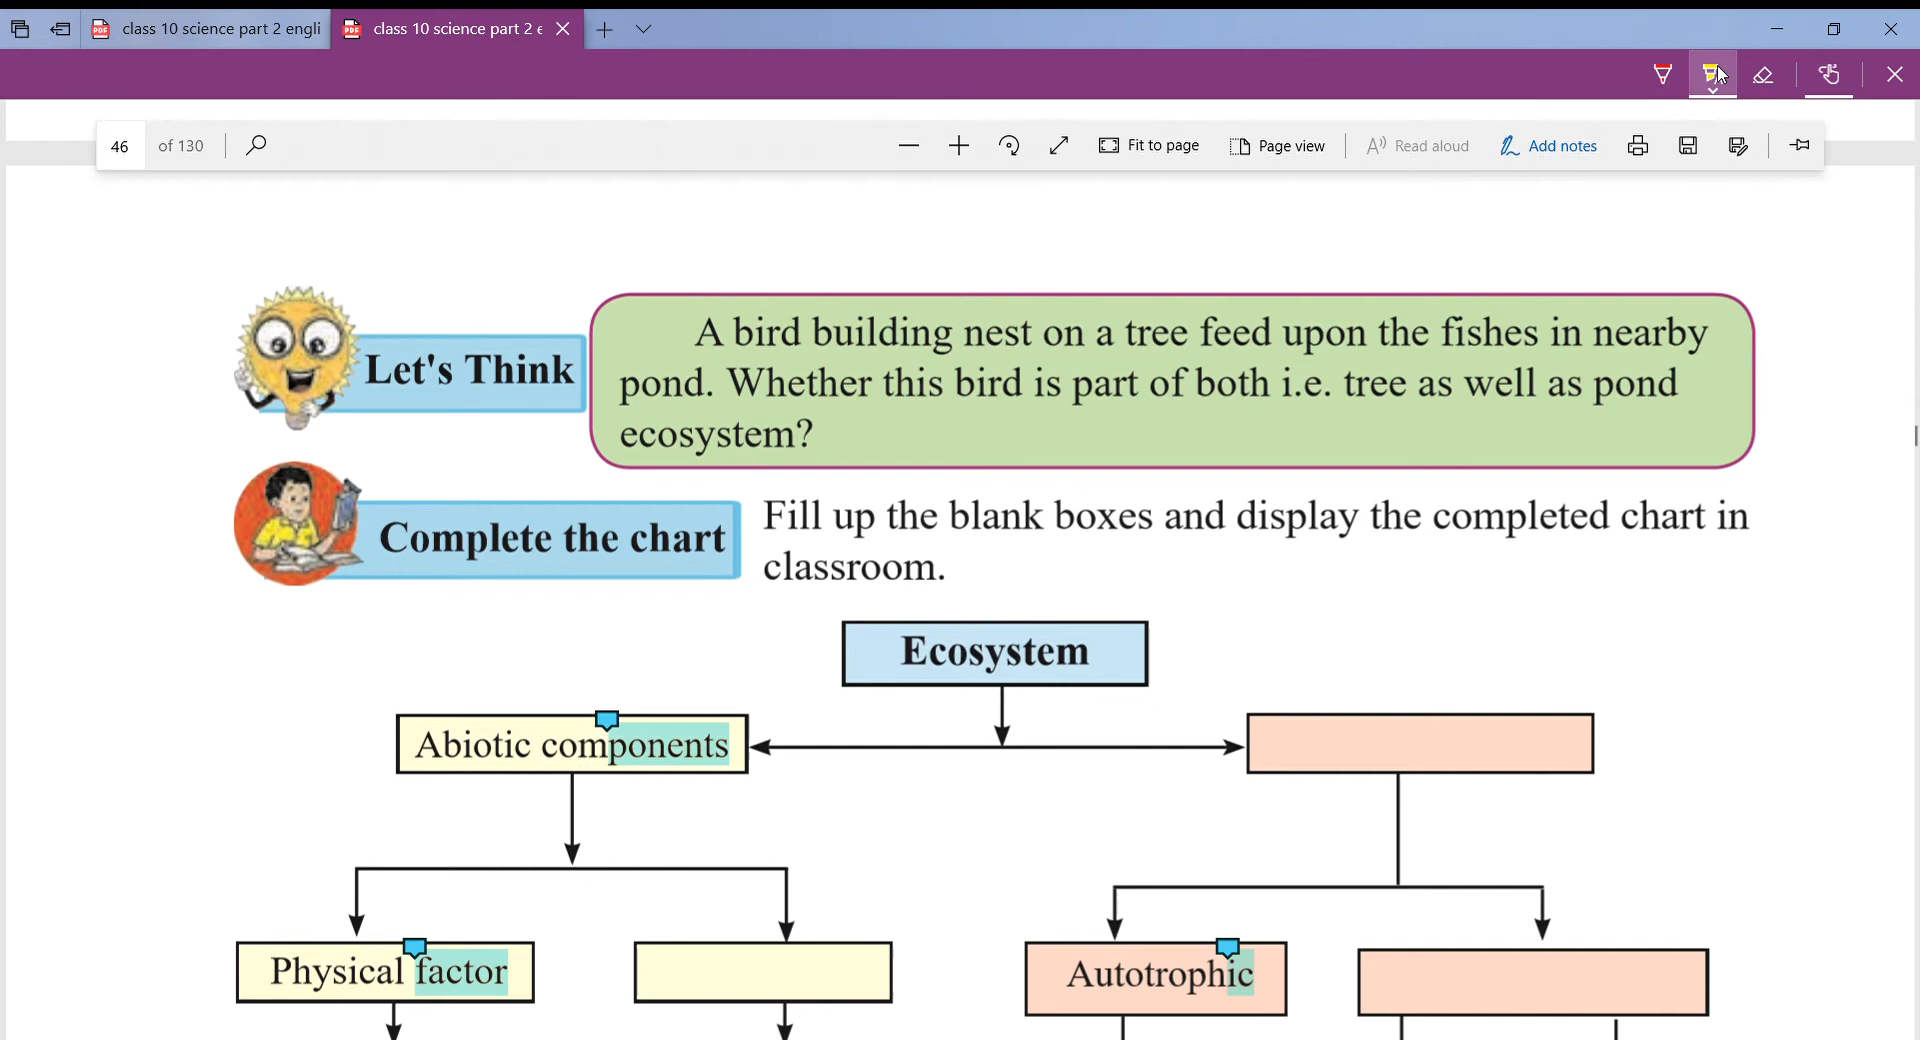 class 10 science part 2 engli
class 10 science part 2 e
46 of 130
Fit to page
Page view
Read aloud
Add notes
Let's Think
A bird building nest on a tree feed upon the fishes in nearby
pond. Whether this bird is part of both i.e. tree as well as pond
ecosystem?
Complete the chart
Fill up the blank boxes and display the completed chart in
classroom.
Ecosystem
Abiotic components
Physical factor
Autotrophic